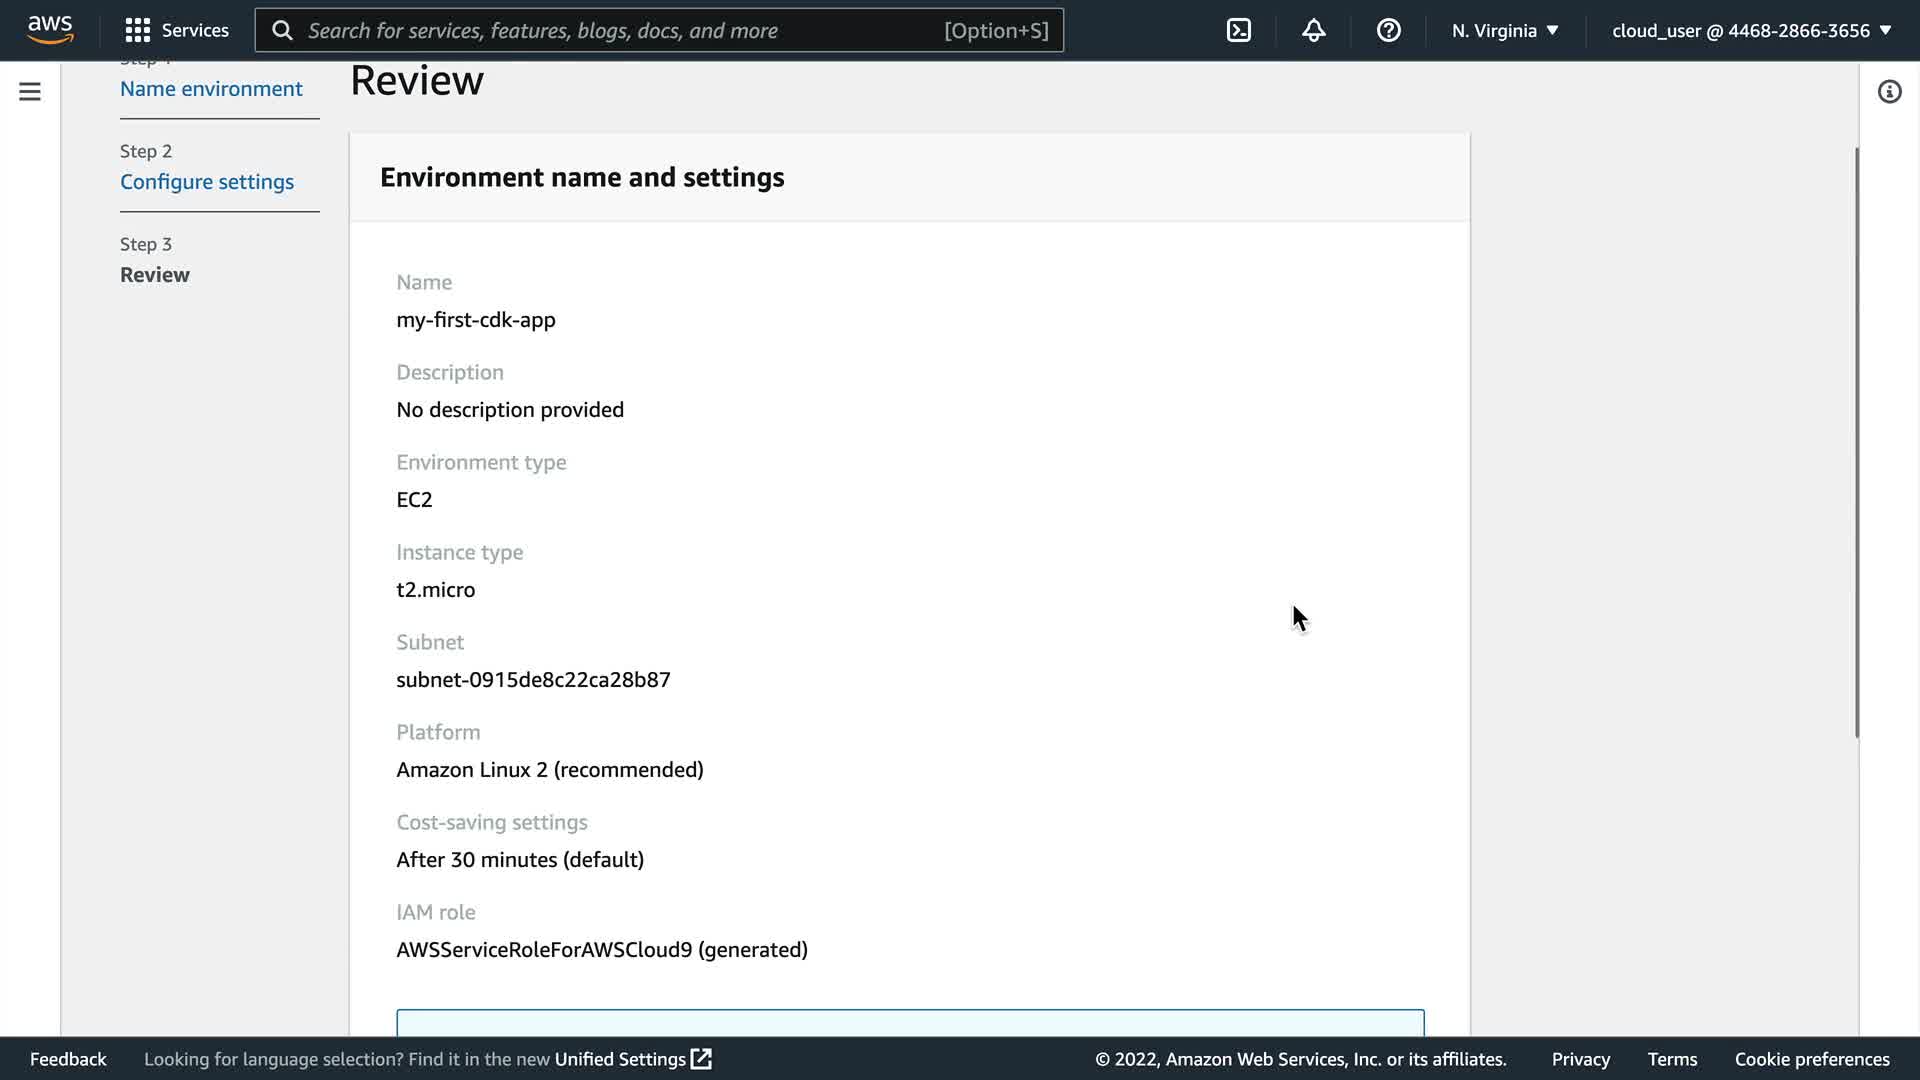 aws
Services
Search for services, features, blogs, docs, and more
[Option+S]
N. Virginia
cloud_user @ 4468-2866-3656
Step 1
Name environment
Step 2
Configure settings
Step 3
Review
Review
Environment name and settings
Name
my-first-cdk-app
Description
No description provided
Environment type
EC2
Instance type
t2.micro
Subnet
subnet-0915de8c22ca28b87
Platform
Amazon Linux 2 (recommended)
Cost-saving settings
After 30 minutes (default)
IAM role
AWSServiceRoleForAWSCloud9 (generated)
Feedback
Looking for language selection? Find it in the new Unified Settings
© 2022, Amazon Web Services, Inc. or its affiliates.
Privacy
Terms
Cookie preferences